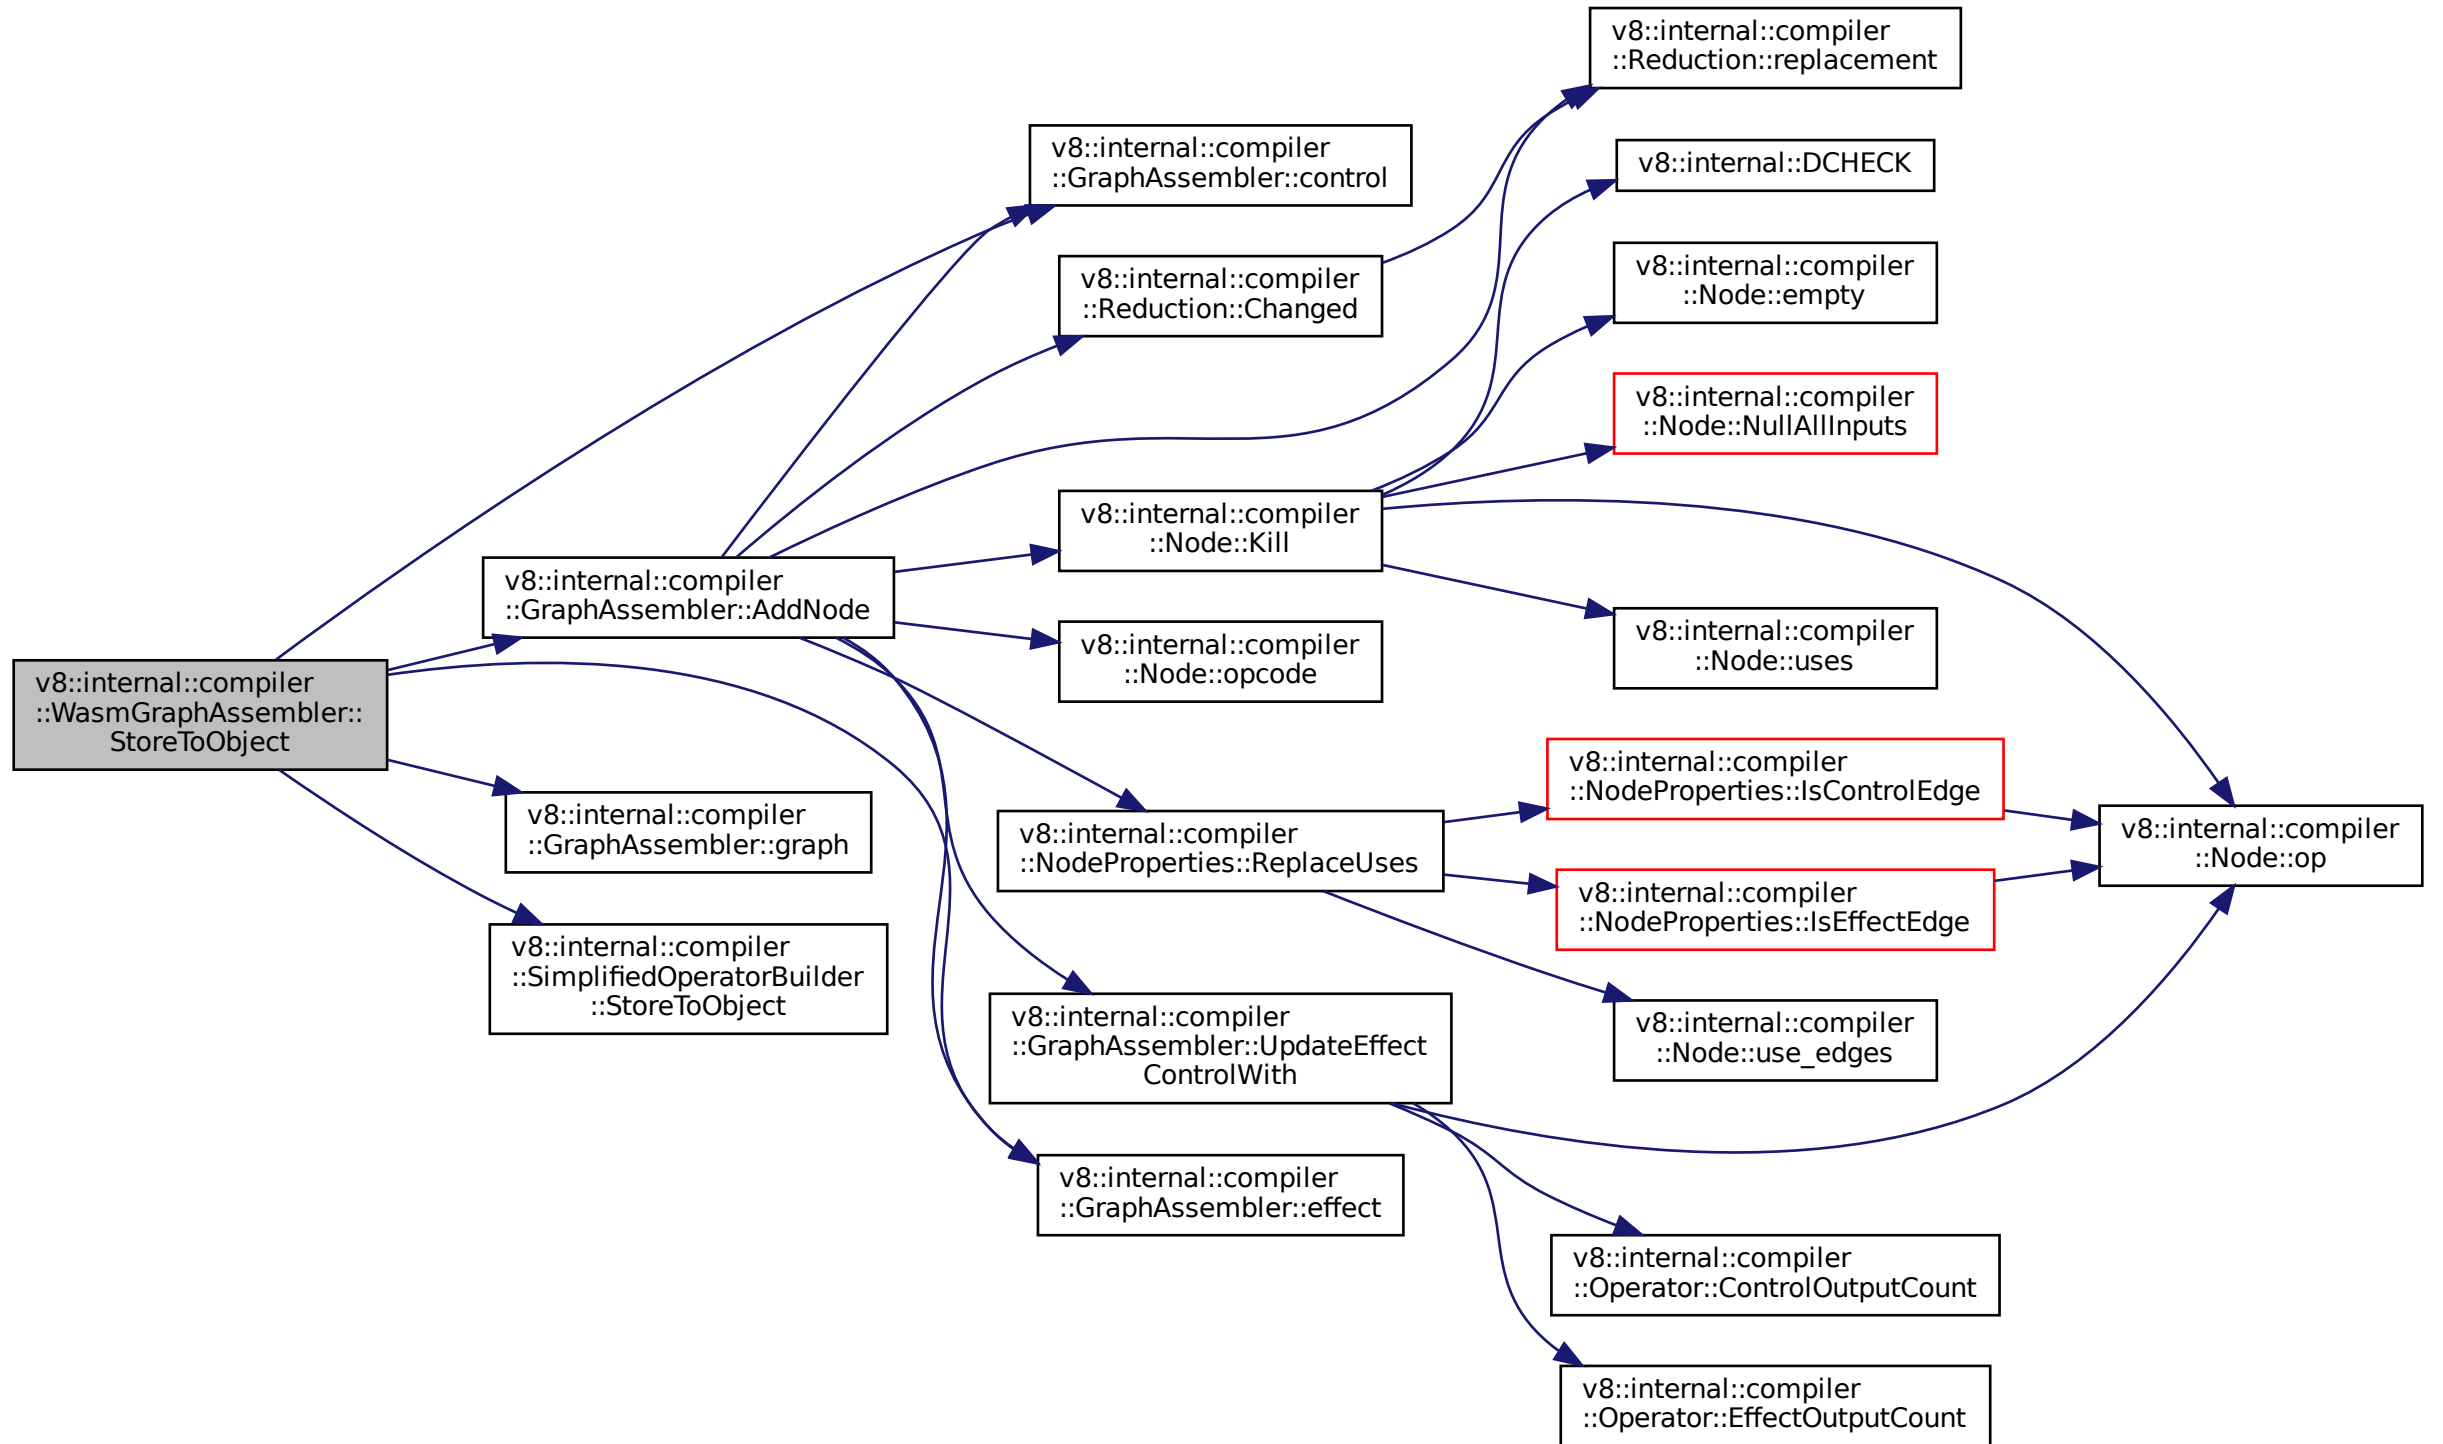 v8::internal::compiler
::Reduction::replacement
v8::internal::compiler
::GraphAssembler::control
v8::internal::DCHECK
v8::internal::compiler
::Node::empty
v8::internal::compiler
::Reduction::Changed
v8::internal::compiler
::Node::NullAllInputs
v8::internal::compiler
::Node::Kill
v8::internal::compiler
::GraphAssembler::AddNode
v8::internal::compiler
::Node::opcode
v8::internal::compiler
::Node::uses
v8::internal::compiler
::WasmGraphAssembler::
StoreToObject
v8::internal::compiler
::NodeProperties::IsControlEdge
v8::internal::compiler
::GraphAssembler::graph
v8::internal::compiler
::NodeProperties::ReplaceUses
v8::internal::compiler
::Node::op
v8::internal::compiler
::NodeProperties::IsEffectEdge
v8::internal::compiler
::SimplifiedOperatorBuilder
::StoreToObject
v8::internal::compiler
::GraphAssembler::UpdateEffect
ControlWith
v8::internal::compiler
::Node::use_edges
v8::internal::compiler
::GraphAssembler::effect
v8::internal::compiler
::Operator::ControlOutputCount
v8::internal::compiler
::Operator::EffectOutputCount